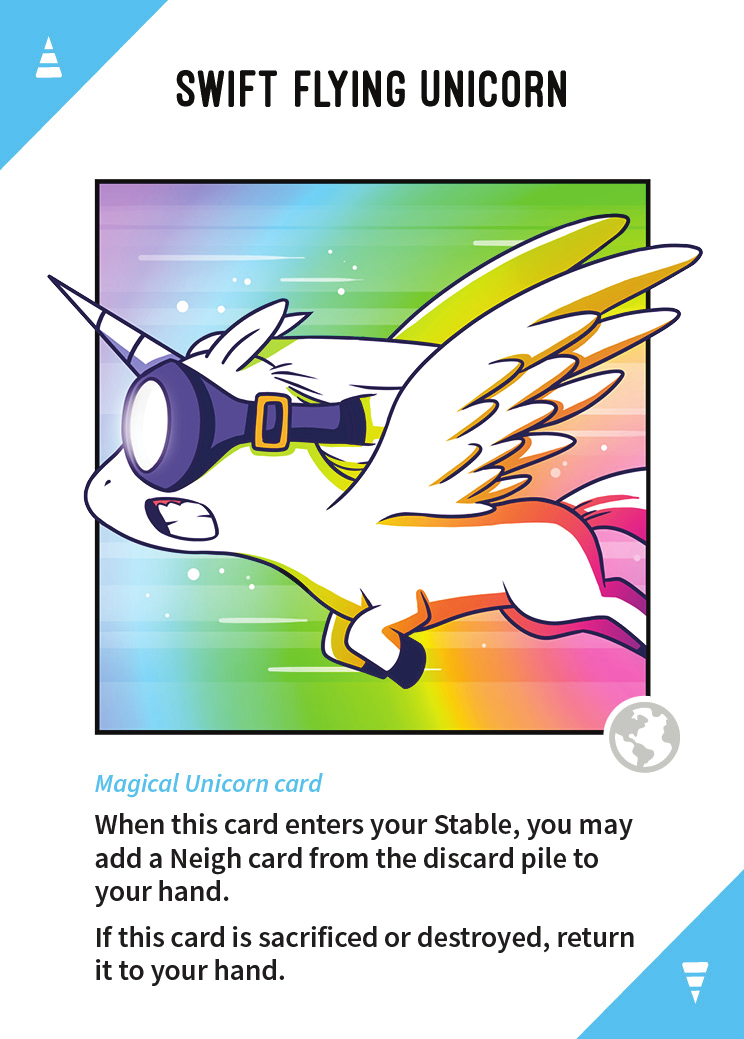 SWIFT FLYING UNICORN
Magical Unicorn card
When this card enters your Stable, you may
add a Neigh card from the discard pile to
your hand.
If this card is sacrificed or destroyed, return
it to your hand.